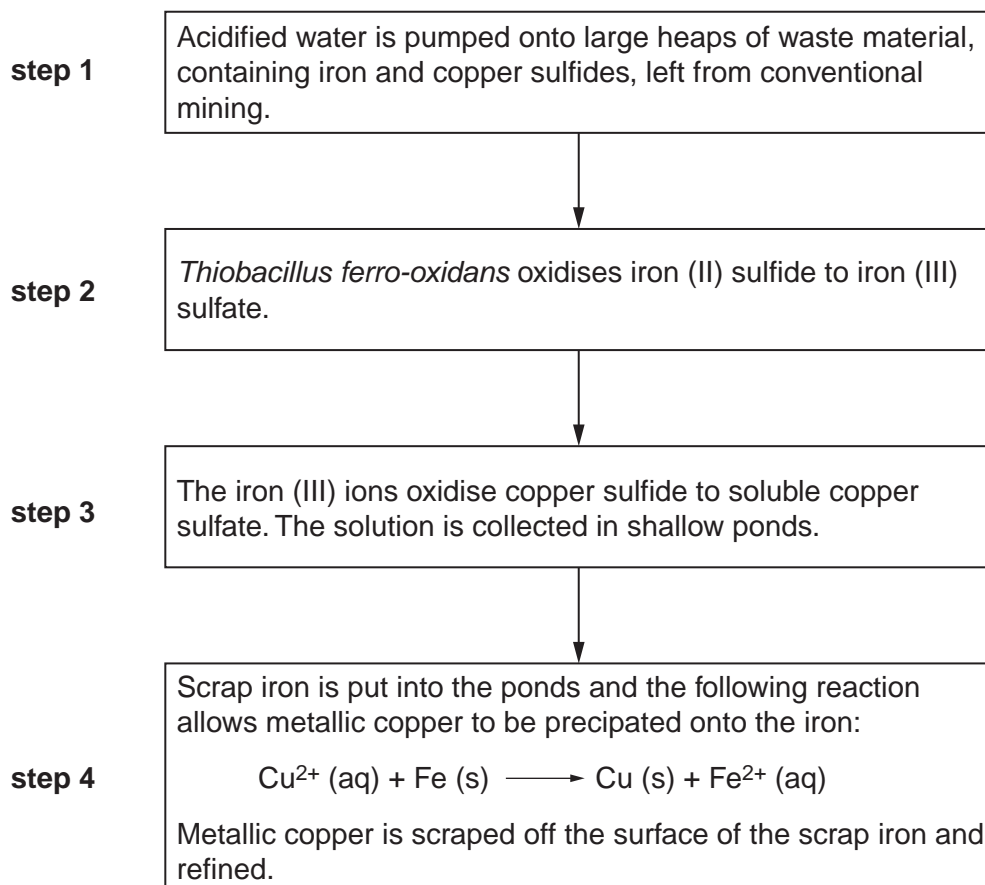 step 1
Acidified water is pumped onto large heaps of waste material,
containing iron and copper sulfides, left from conventional
mining.
step 2
Thiobacillus ferro-oxidans oxidises iron (II) sulfide to iron (III)
sulfate.
step 3
The iron (III) ions oxidise copper sulfide to soluble copper
sulfate. The solution is collected in shallow ponds.
step 4
Scrap iron is put into the ponds and the following reaction
allows metallic copper to be precipated onto the iron:
Cu²⁺ (aq) + Fe (s) ⟶ Cu (s) + Fe²⁺ (aq)
Metallic copper is scraped off the surface of the scrap iron and
refined.